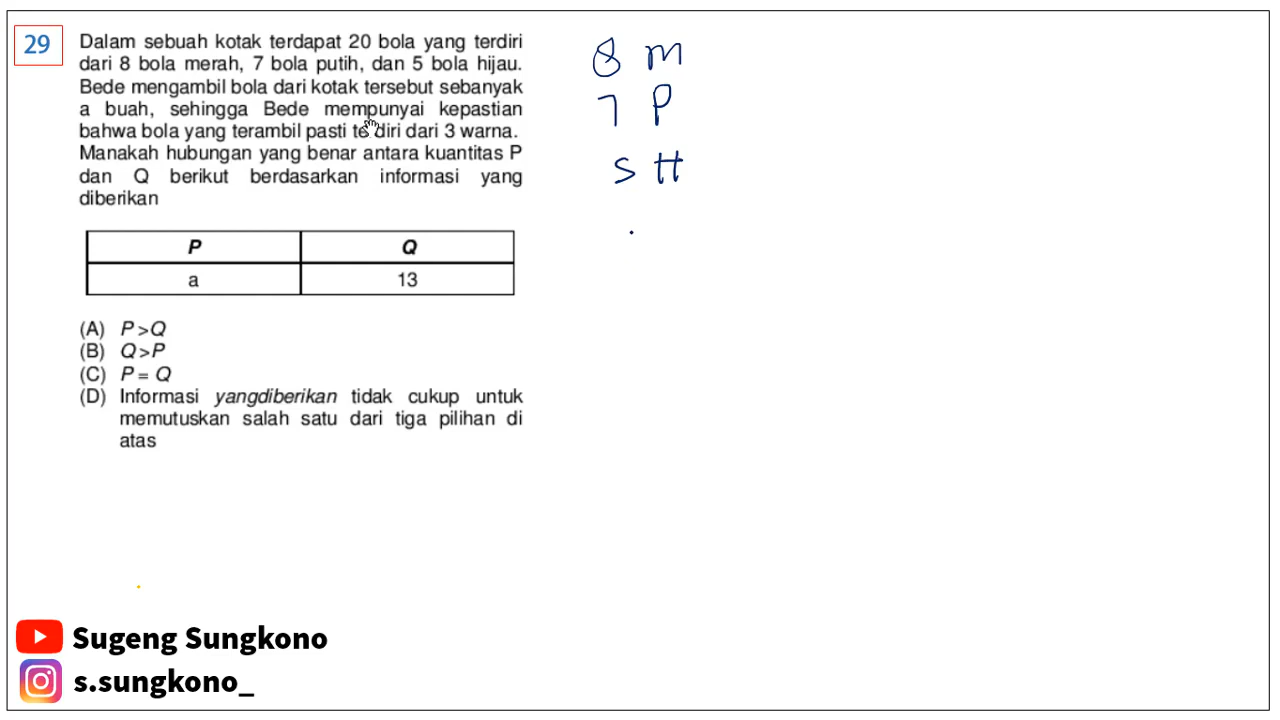 29
Dalam sebuah kotak terdapat 20 bola yang terdiri
dari 8 bola merah, 7 bola putih, dan 5 bola hijau.
Bede mengambil bola dari kotak tersebut sebanyak
a buah, sehingga Bede mempunyai kepastian
bahwa bola yang terambil pasti te diri dari 3 warna.
Manakah hubungan yang benar antara kuantitas P
dan Q berikut berdasarkan informasi yang
diberikan
P Q
a 13
(A) P >Q
(B) Q>P
(C) P = Q
(D) Informasi yangdiberikan tidak cukup untuk
memutuskan salah satu dari tiga pilihan di
atas
8 M
7 P
5 H
Sugeng Sungkono
s.sungkono_